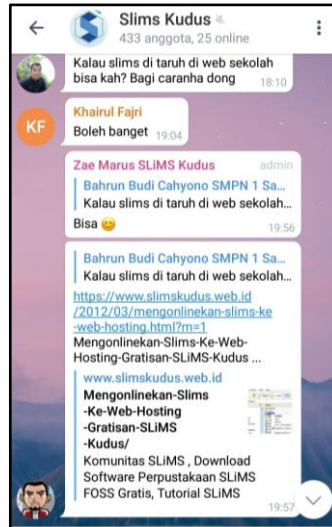 Slims Kudus
433 anggota, 25 online
Kalau slims di taruh di web sekolah
bisa kah? Bagi caranha dong
18:10
KF
Khairul Fajri
Boleh banget 19:04
Zae Marus SLiMS Kudus admin
Bahrun Budi Cahyono SMPN 1 Sa...
Kalau slims di taruh di web sekolah...
Bisa 😊
19:56
Bahrun Budi Cahyono SMPN 1 Sa...
Kalau slims di taruh di web sekolah...
https://www.slimskudus.web.id
/2012/03/mengonlinekan-slims-ke
-web-hosting.html?m=1
Mengonlinekan-Slims-Ke-Web-
Hosting-Gratisan-SLiMS-Kudus ...
www.slimskudus.web.id
Mengonlinekan-Slims
-Ke-Web-Hosting
-Gratisan-SLiMS
-Kudus/
Komunitas SLiMS , Download
Software Perpustakaan SLiMS
FOSS Gratis, Tutorial SLiMS
19:57